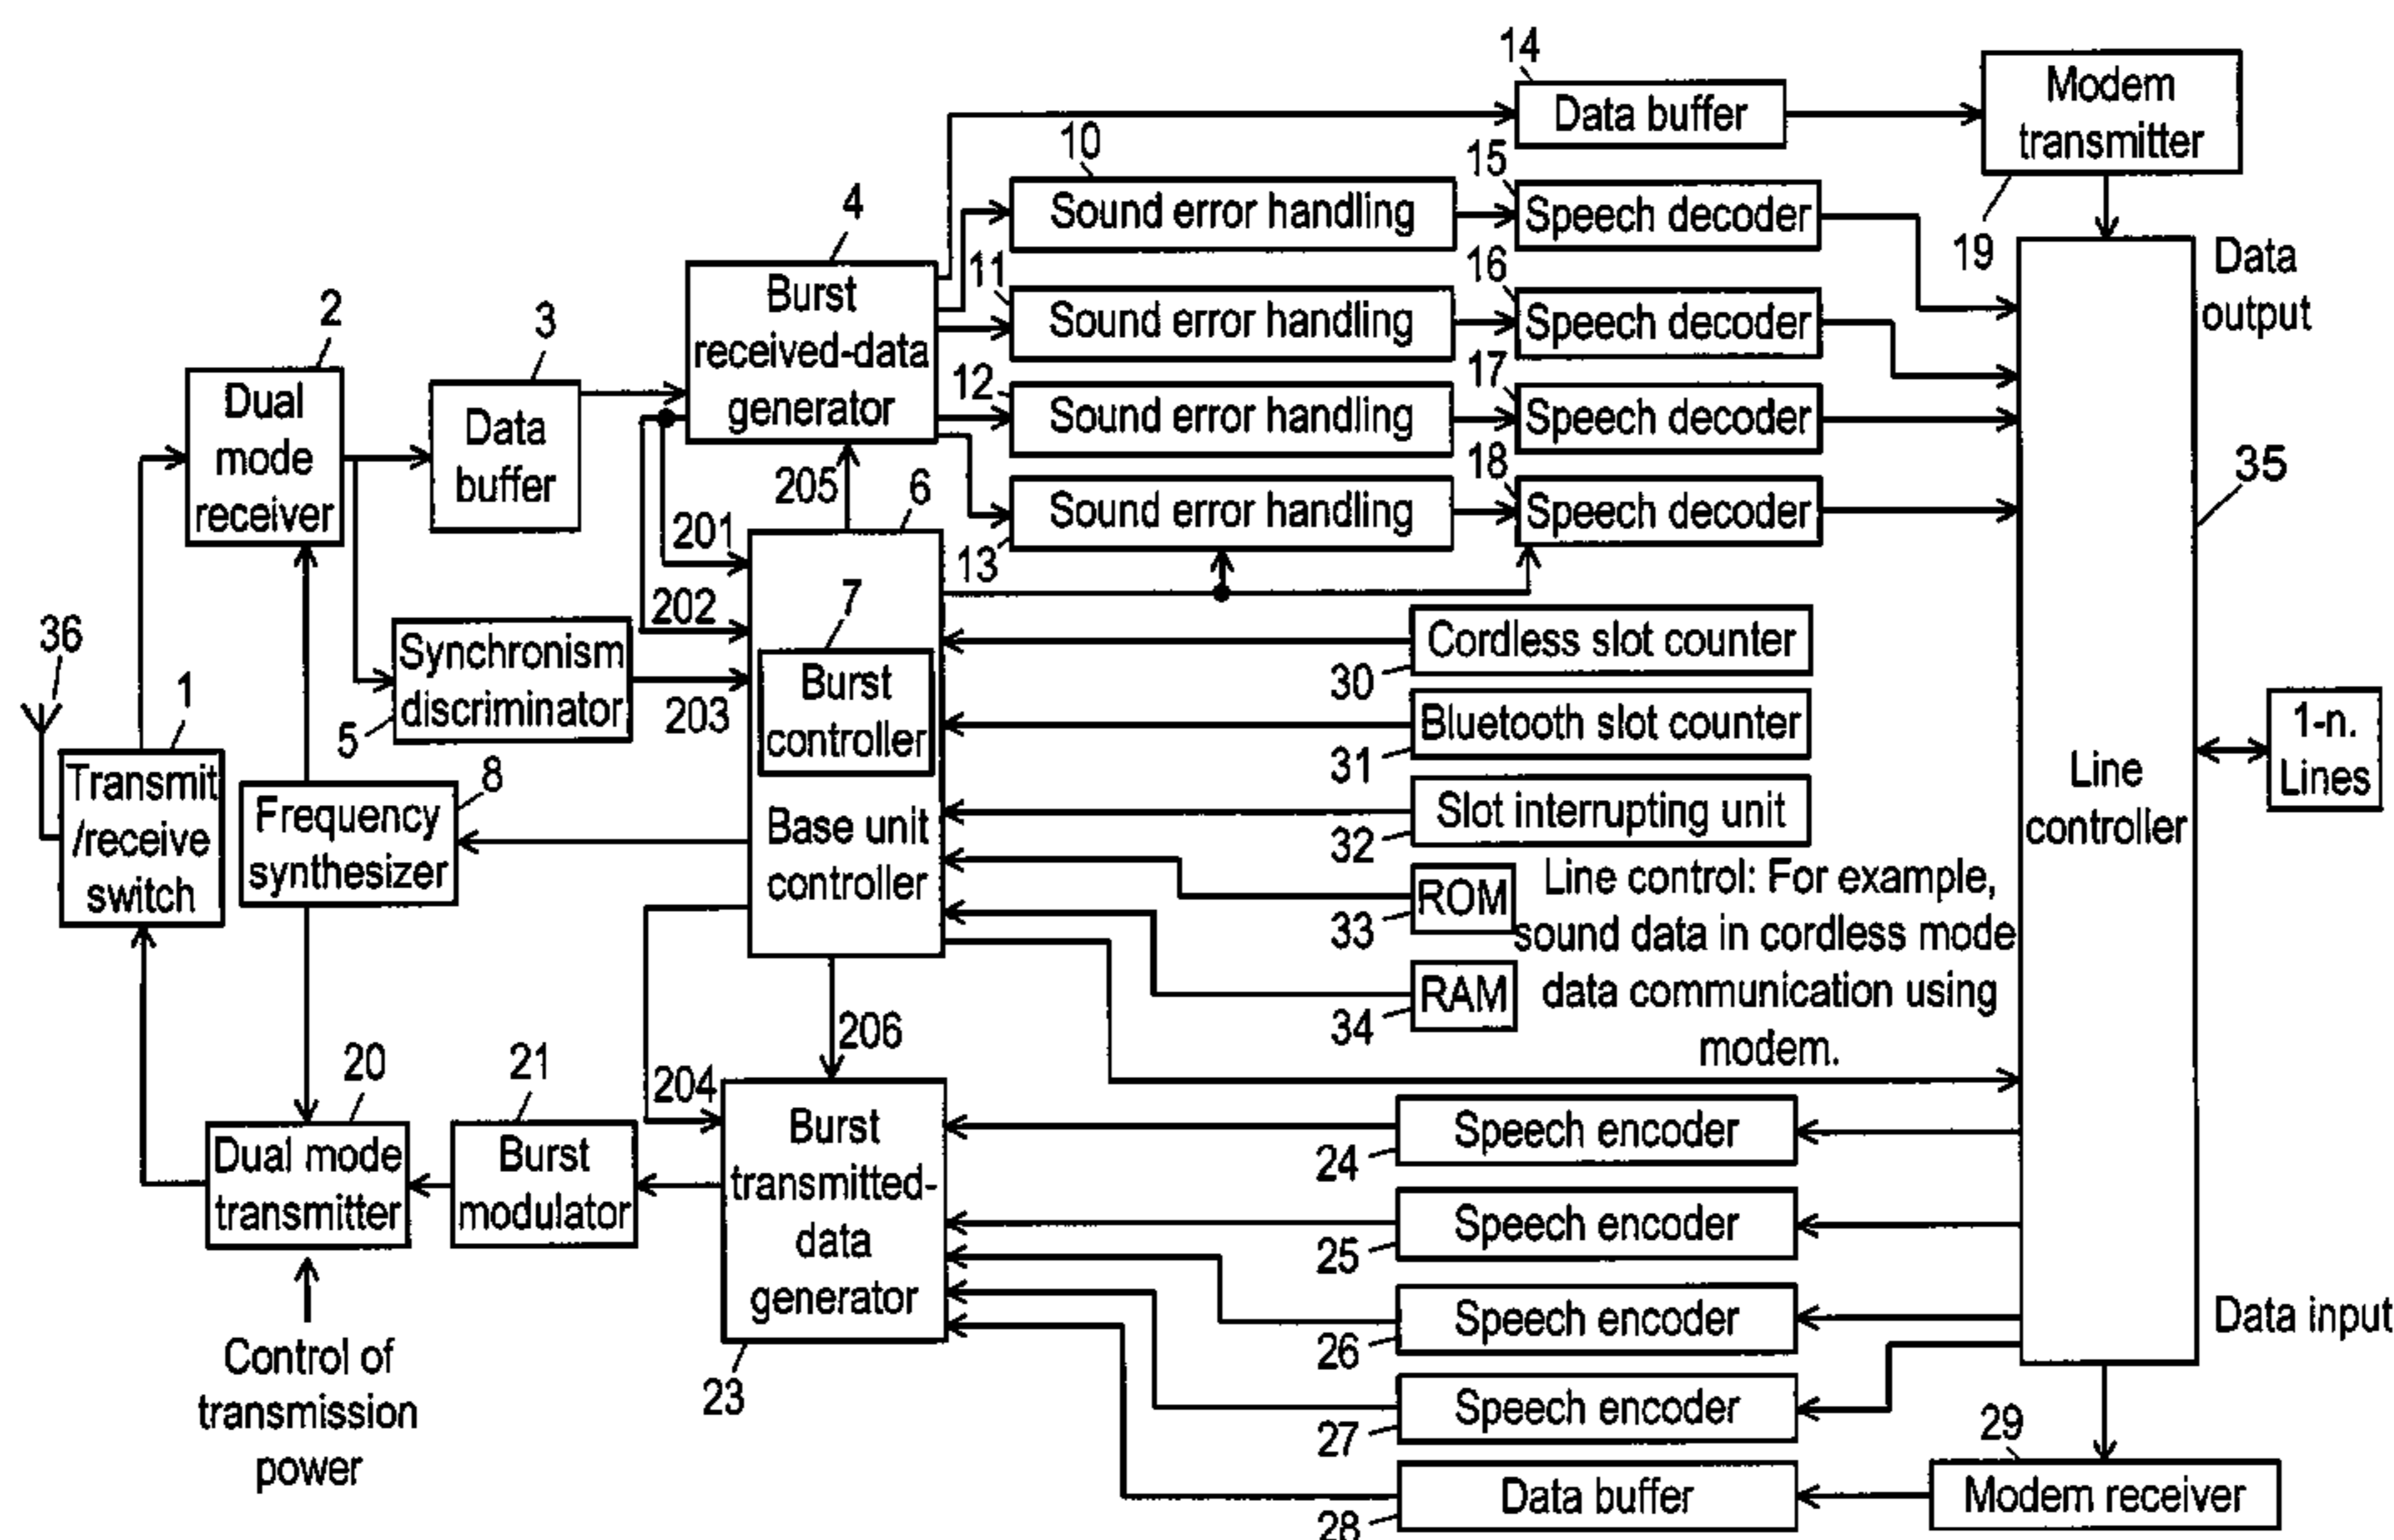 14
Data buffer
Modem
transmitter
19
10
Sound error handling
15
Speech decoder
4
Burst
received-data
generator
11
Sound error handling
16
Speech decoder
Data
output
2
Dual
mode
receiver
3
Data
buffer
12
Sound error handling
17
Speech decoder
13
Sound error handling
18
Speech decoder
35
205
6
201
202
203
7
Burst
controller
Base unit
controller
36
1
Transmit
/receive
switch
Synchronism
discriminator
5
8
Frequency
synthesizer
Cordless slot counter
30
Bluetooth slot counter
31
Slot interrupting unit
32
ROM
33
RAM
34
Line control: For example,
sound data in cordless mode
data communication using
modem.
Line
controller
1-n.
Lines
206
204
20
Dual mode
transmitter
21
Burst
modulator
Burst
transmitted-
data
generator
23
Control of
transmission
power
Speech encoder
24
Speech encoder
25
Speech encoder
26
Speech encoder
27
Data buffer
28
Data input
29
Modem receiver